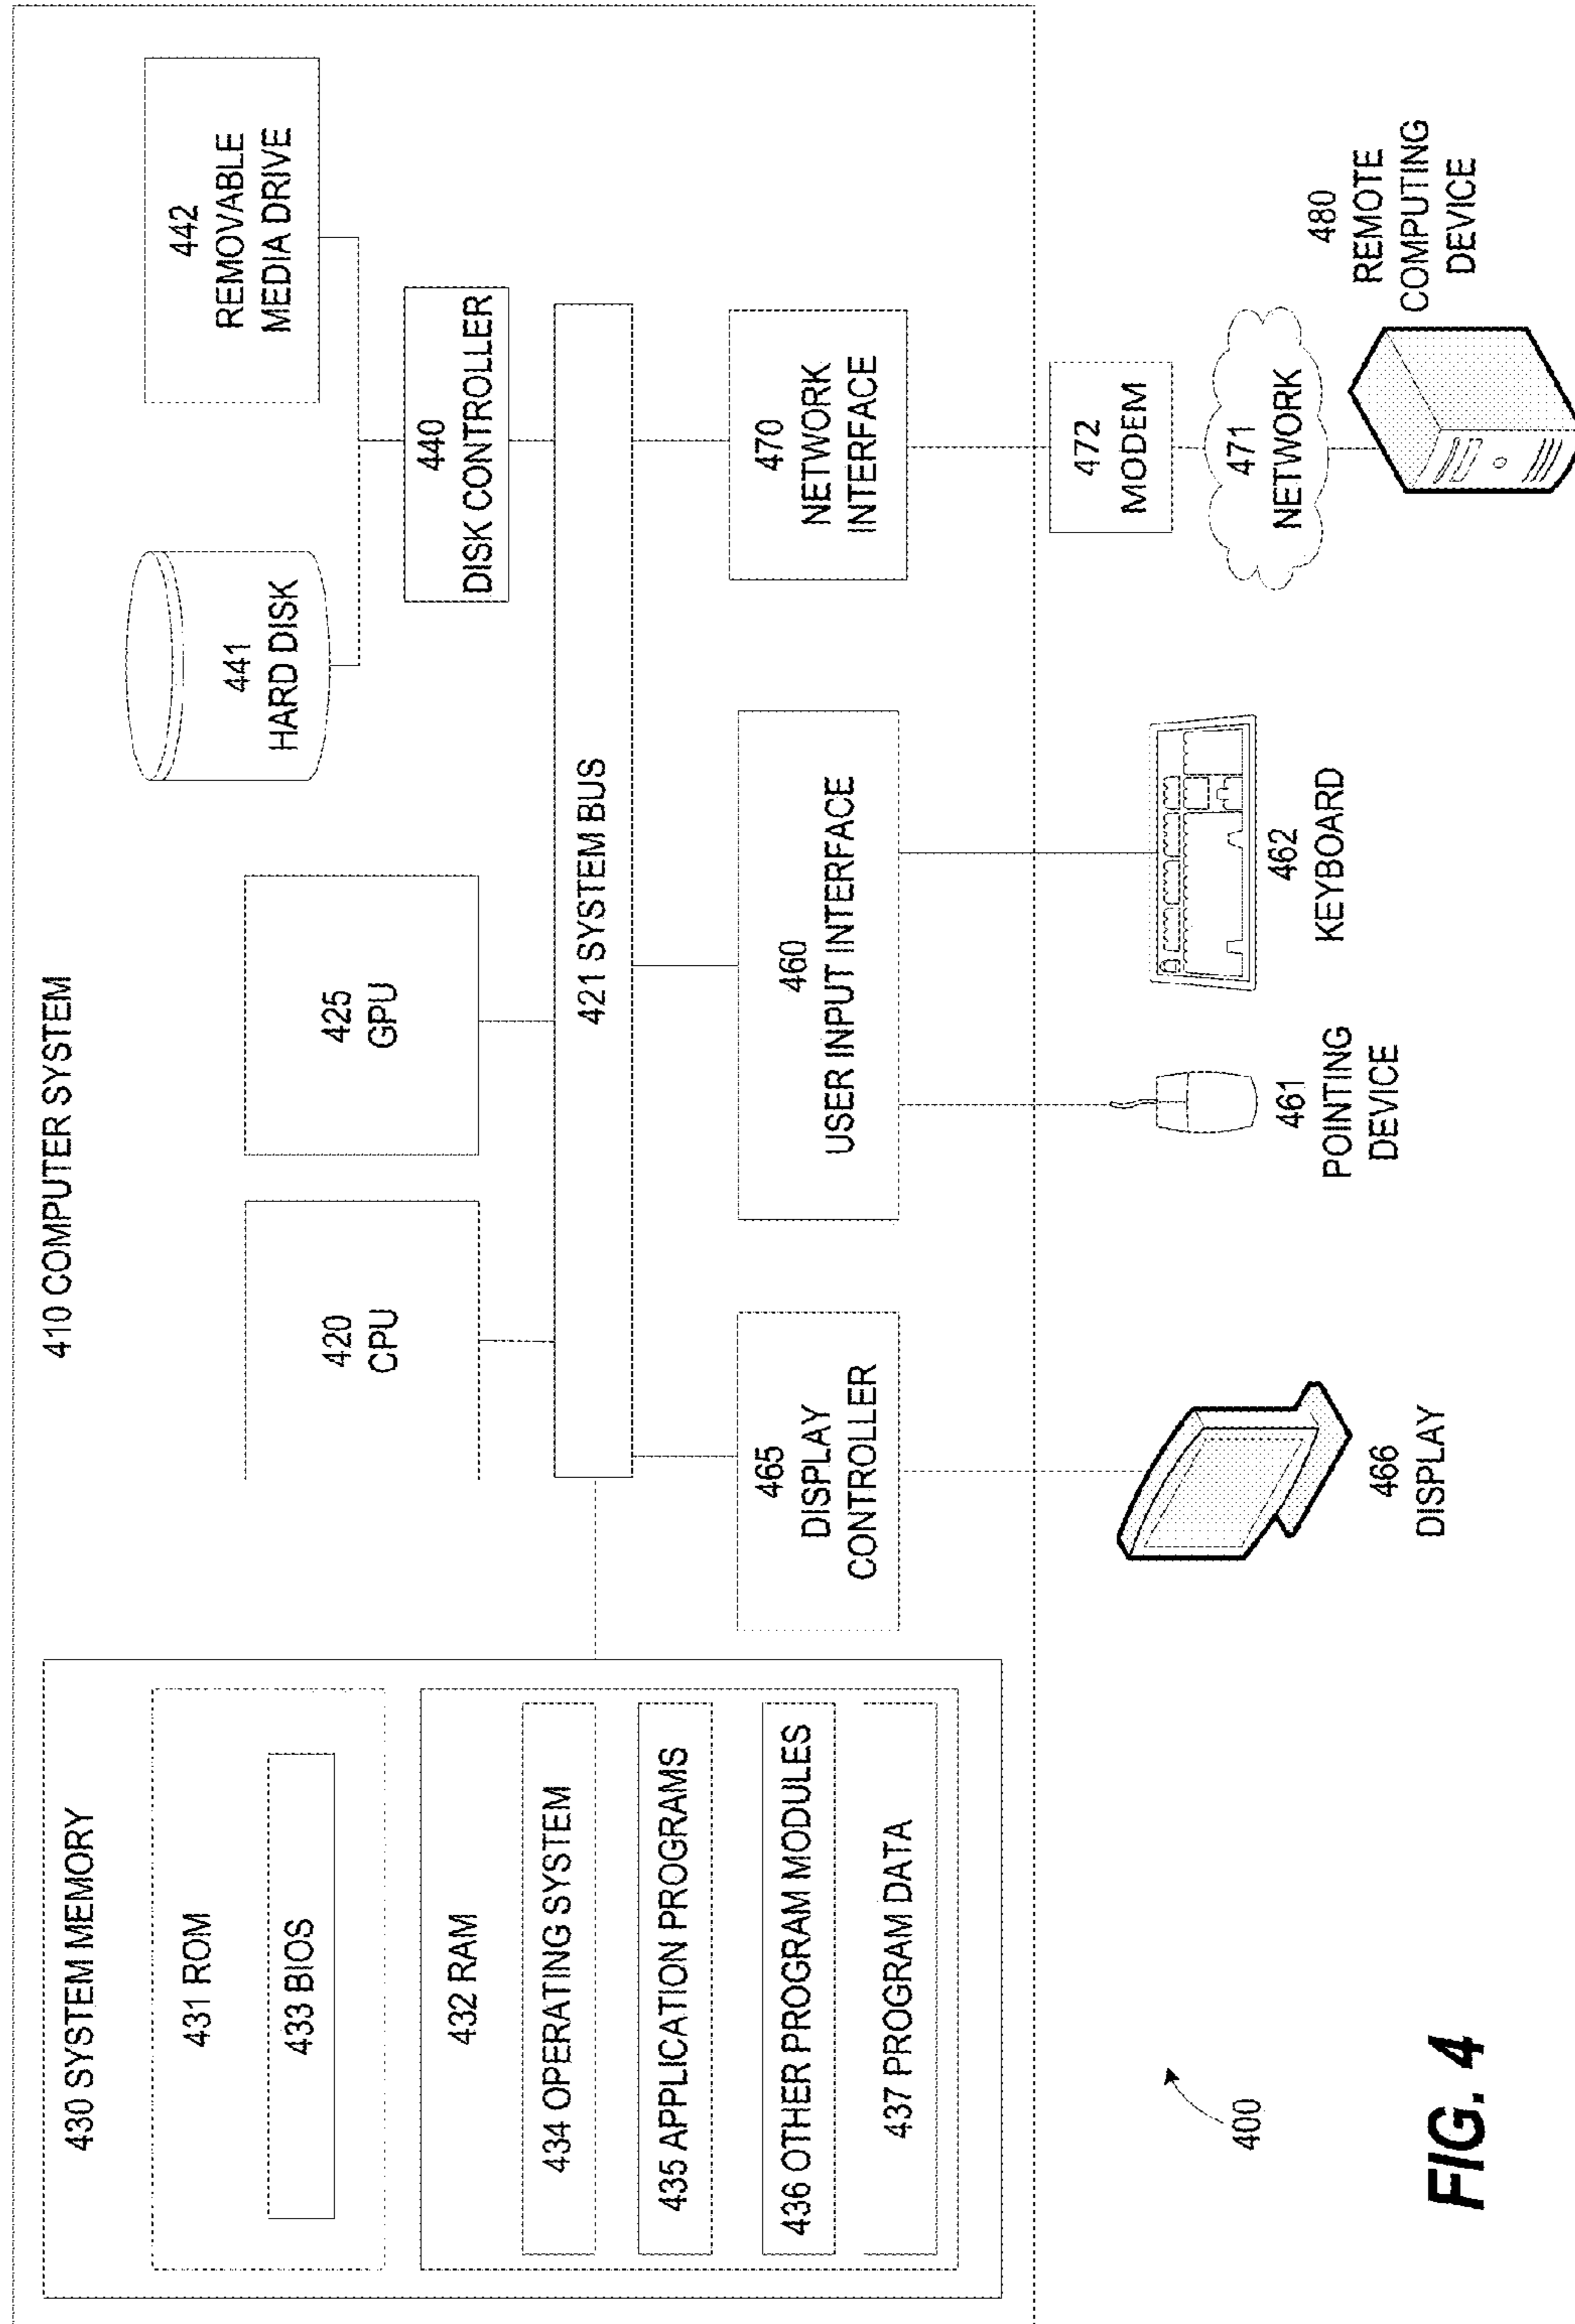 410 COMPUTER SYSTEM
430 SYSTEM MEMORY
431 ROM
433 BIOS
432 RAM
434 OPERATING SYSTEM
435 APPLICATION PROGRAMS
436 OTHER PROGRAM MODULES
437 PROGRAM DATA
420
CPU
425
GPU
441
HARD DISK
442
REMOVABLE
MEDIA DRIVE
440
DISK CONTROLLER
421 SYSTEM BUS
465
DISPLAY
CONTROLLER
460
USER INPUT INTERFACE
470
NETWORK
INTERFACE
472
MODEM
471
NETWORK
480
REMOTE
COMPUTING
DEVICE
466
DISPLAY
461
POINTING
DEVICE
462
KEYBOARD
400
FIG. 4